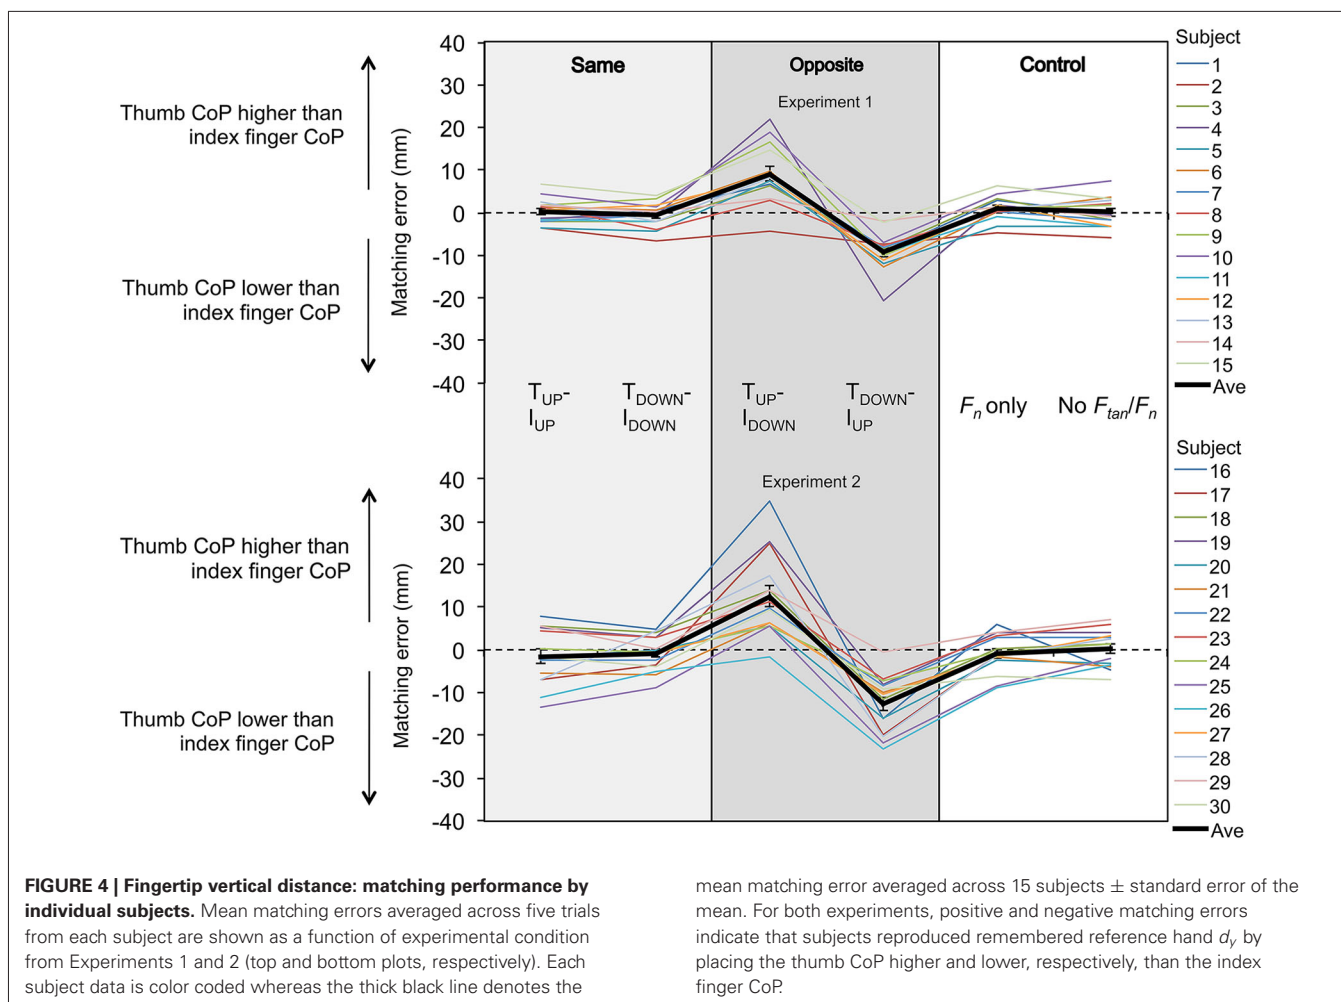 Same
Opposite
Control
Experiment 1
Matching error (mm)
40
30
20
10
0
-10
-20
-30
-40
Thumb CoP higher than
index finger CoP
Thumb CoP lower than
index finger CoP
Subject
1
2
3
4
5
6
7
8
9
10
11
12
13
14
15
Ave
T UP-
I UP
T DOWN-
I DOWN
T UP-
I DOWN
T DOWN-
I UP
Fn only
No Ftan/Fn
Experiment 2
Matching error (mm)
40
30
20
10
0
-10
-20
-30
-40
Thumb CoP higher than
index finger CoP
Thumb CoP lower than
index finger CoP
Subject
16
17
18
19
20
21
22
23
24
25
26
27
28
29
30
Ave
FIGURE 4 | Fingertip vertical distance: matching performance by
individual subjects. Mean matching errors averaged across five trials
from each subject are shown as a function of experimental condition
from Experiments 1 and 2 (top and bottom plots, respectively). Each
subject data is color coded whereas the thick black line denotes the
mean matching error averaged across 15 subjects ± standard error of the
mean. For both experiments, positive and negative matching errors
indicate that subjects reproduced remembered reference hand dy by
placing the thumb CoP higher and lower, respectively, than the index
finger CoP.